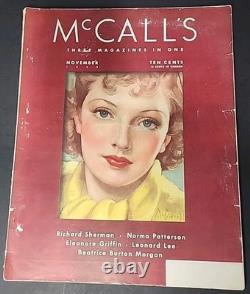 McCALL'S
THREE MAGAZINES IN ONE
NOVEMBER TEN CENTS
Richard Sherman · Norma Patterson
Eleanore Griffin · Leonard Lee
Beatrice Burton Morgan